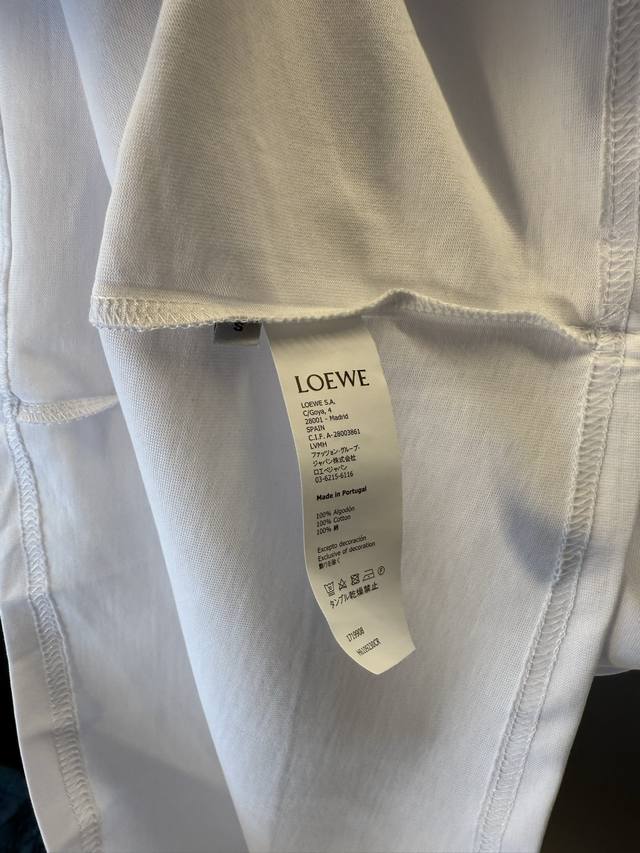 S
LOEWE
LOEWE S.A.
C/Goya, 4
28001 - Madrid
SPAIN
C.I.F. A-28003861
LVMH
ファッション・グループ・
ジャパン株式会社
ロエベジャパン
03-6215-6116
Made in Portugal
100% Algodón
100% Cotton
100% 綿
Excepto decoración
Exclusive of decoration
飾りを除く
P
タンブル乾燥禁止
1719908